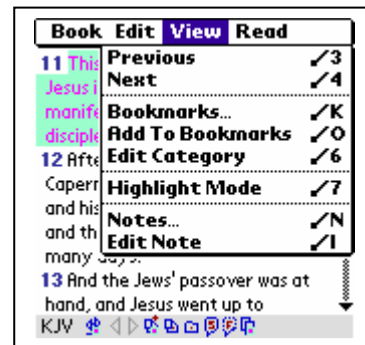 Book Edit View Read
11 This
Previous ⁄3
Jesus i
Next ⁄4
manife
Bookmarks... ⁄K
disciple
Add To Bookmarks ⁄O
12 Afte
Edit Category ⁄6
Capern
Highlight Mode ⁄7
and his
Notes... ⁄N
and th
Edit Note ⁄I
many days.
13 And the Jews' passover was at
hand, and Jesus went up to
KJV